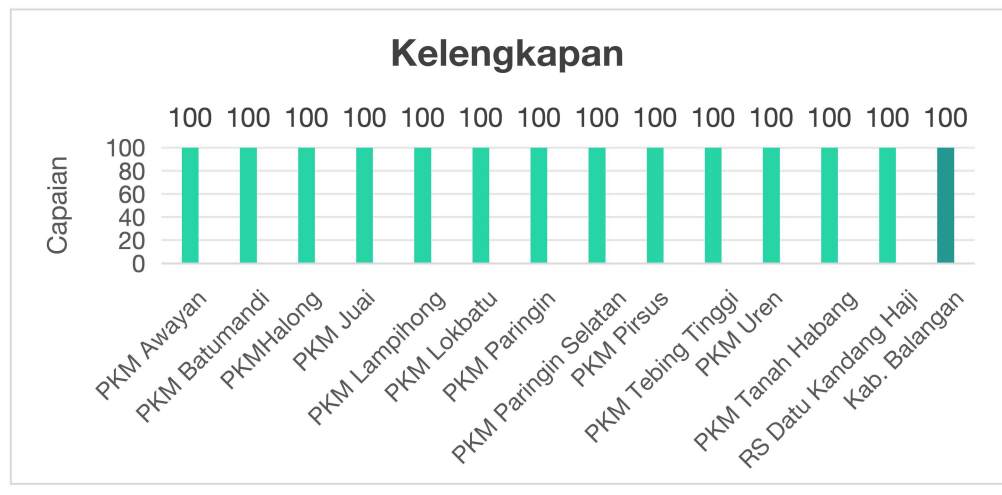 Kelengkapan
100 100 100 100 100 100 100 100 100 100 100 100 100 100
Capaian
100
80
60
40
20
0
PKM Awayan
PKM Batumandi
PKMHalong
PKM Juai
PKM Lampihong
PKM Lokbatu
PKM Paringin
PKM Paringin Selatan
PKM Pirsus
PKM Tebing Tinggi
PKM Uren
PKM Tanah Habang
RS Datu Kandang Haji
Kab. Balangan